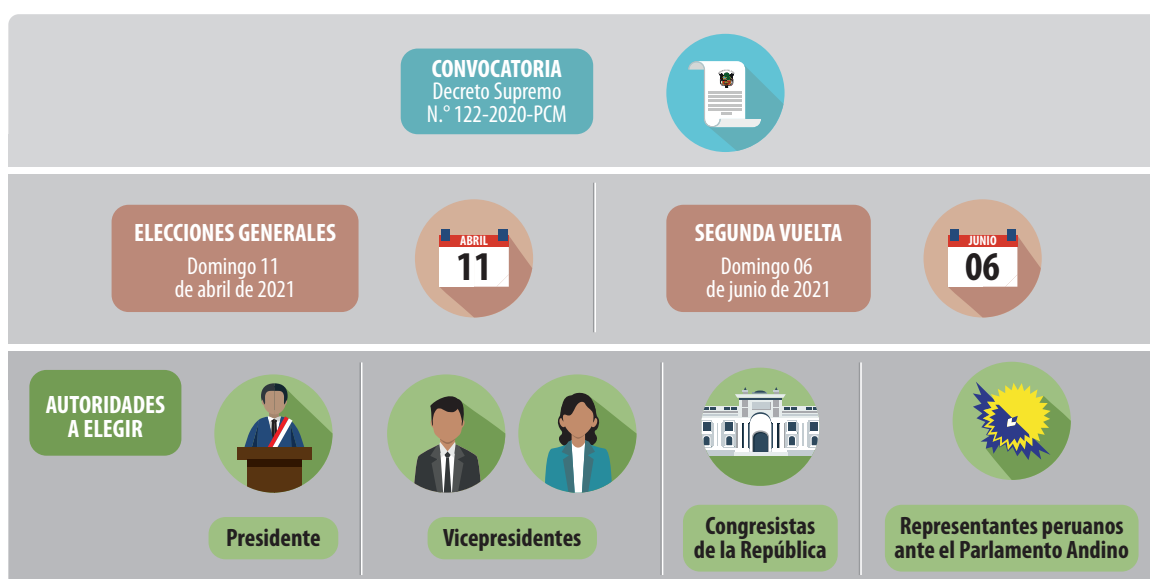 CONVOCATORIA
Decreto Supremo
N.° 122-2020-PCM
ELECCIONES GENERALES
Domingo 11
de abril de 2021
ABRIL
11
SEGUNDA VUELTA
Domingo 06
de junio de 2021
JUNIO
06
AUTORIDADES
A ELEGIR
Presidente
Vicepresidentes
Congresistas
de la República
Representantes peruanos
ante el Parlamento Andino